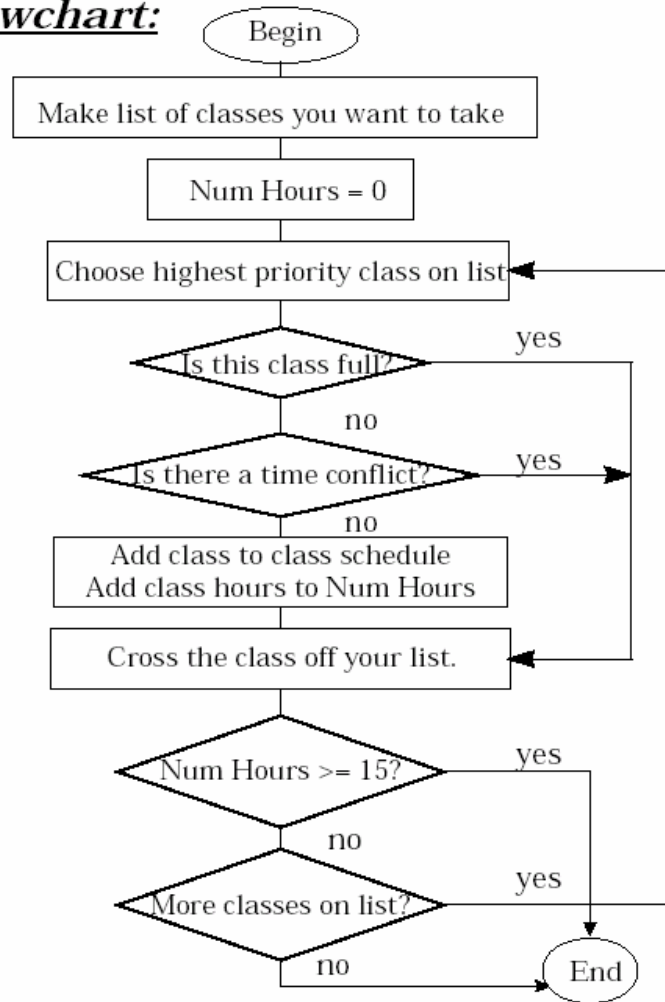 wchart:
Begin
Make list of classes you want to take
Num Hours = 0
Choose highest priority class on list
Is this class full?
yes
no
Is there a time conflict?
yes
no
Add class to class schedule
Add class hours to Num Hours
Cross the class off your list.
Num Hours >= 15?
yes
no
More classes on list?
yes
no
End